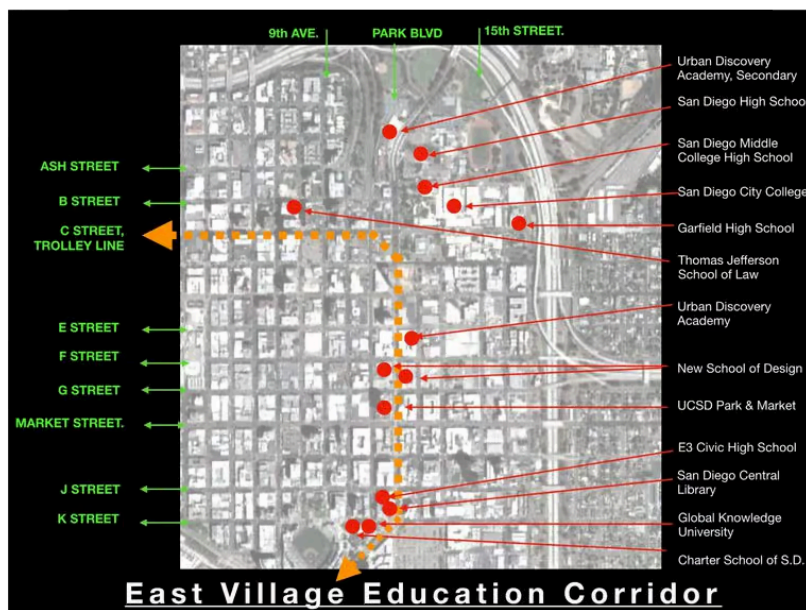 9th AVE.
PARK BLVD
15th STREET.
ASH STREET
B STREET
C STREET,
TROLLEY LINE
E STREET
F STREET
G STREET
MARKET STREET.
J STREET
K STREET
Urban Discovery
Academy, Secondary
San Diego High School
San Diego Middle
College High School
San Diego City College
Garfield High School
Thomas Jefferson
School of Law
Urban Discovery
Academy
New School of Design
UCSD Park & Market
E3 Civic High School
San Diego Central
Library
Global Knowledge
University
Charter School of S.D.
East Village Education Corridor